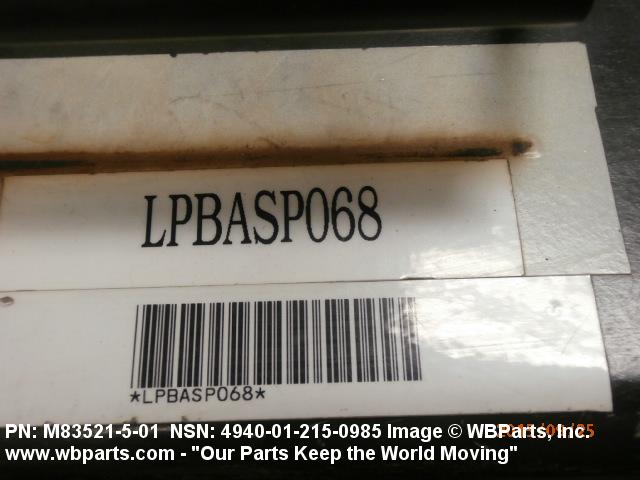 LPBASP068
*LPBASP068*
PN: M83521-5-01 NSN: 4940-01-215-0985 Image © WBParts, Inc.
www.wbparts.com - "Our Parts Keep the World Moving"